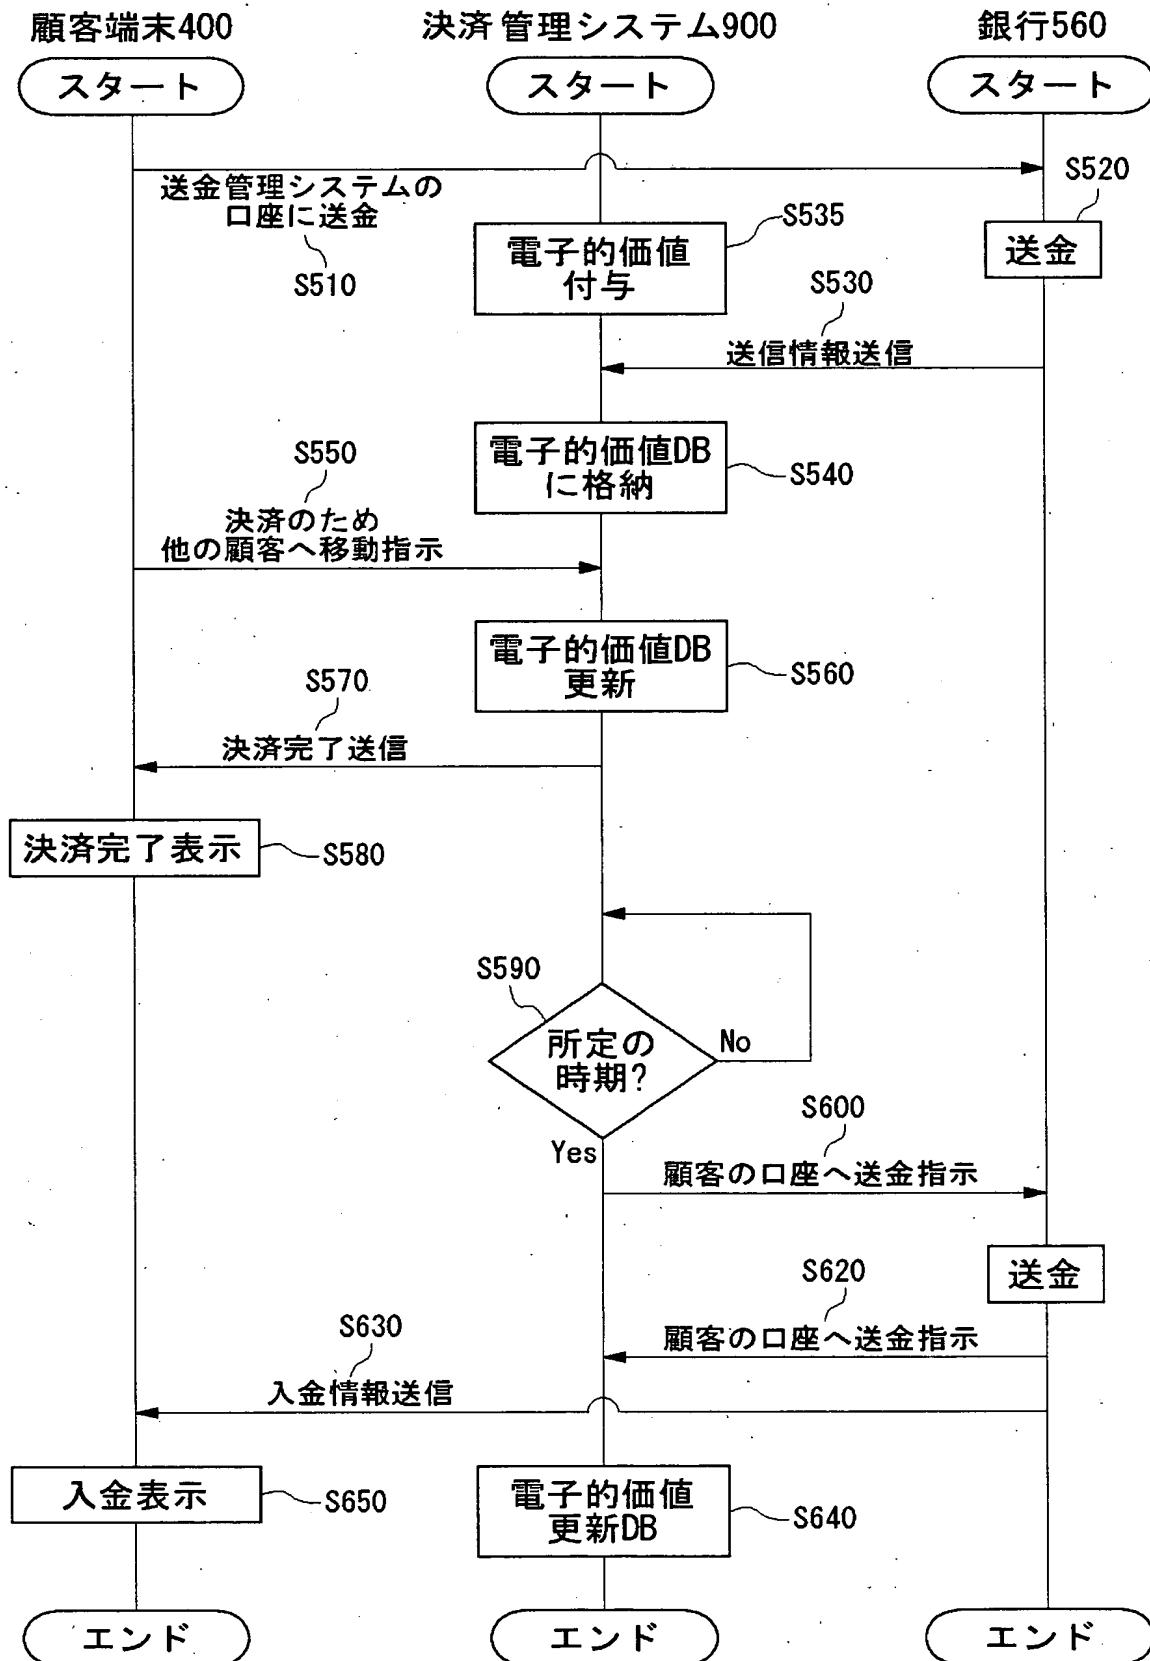 顧客端末400
決済管理システム900
銀行560
スタート
スタート
スタート
送金管理システムの
口座に送金
S510
S520
送金
S535
電子的価値
付与
S530
送信情報送信
電子的価値DB
に格納
S540
S550
決済のため
他の顧客へ移動指示
電子的価値DB
更新
S560
S570
決済完了送信
決済完了表示
S580
S590
所定の
時期?
No
Yes
S600
顧客の口座へ送金指示
送金
S620
顧客の口座へ送金指示
S630
入金情報送信
入金表示
S650
電子的価値
更新DB
S640
エンド
エンド
エンド